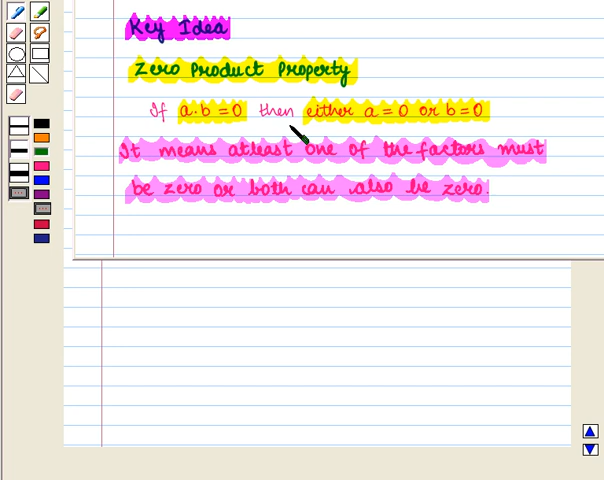 Key Idea
Zero Product Property
If a.b=0 then either a=0 or b=0
It means atleast one of the factors must
be zero or both can also be zero.